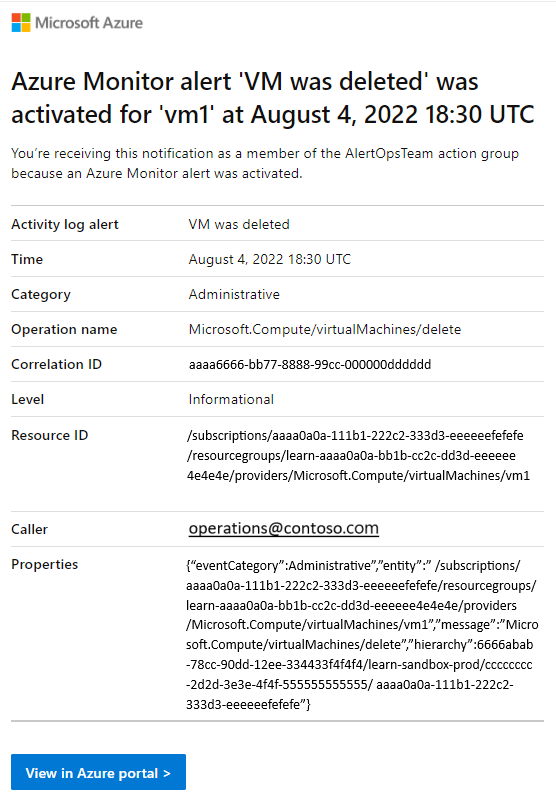 Microsoft Azure
Azure Monitor alert 'VM was deleted' was
activated for 'vm1' at August 4, 2022 18:30 UTC
You’re receiving this notification as a member of the AlertOpsTeam action group
because an Azure Monitor alert was activated.
Activity log alert VM was deleted
Time August 4, 2022 18:30 UTC
Category Administrative
Operation name Microsoft.Compute/virtualMachines/delete
Correlation ID aaaa6666-bb77-8888-99cc-000000dddddd
Level Informational
Resource ID /subscriptions/aaaa0a0a-111b1-222c2-333d3-eeeeeefefefe
/resourcegroups/learn-aaaa0a0a-bb1b-cc2c-dd3d-eeeeee
4e4e4e/providers/Microsoft.Compute/virtualMachines/vm1
Caller operations@contoso.com
Properties {“eventCategory”:Administrative”,”entity”:” /subscriptions/
aaaa0a0a-111b1-222c2-333d3-eeeeeefefefe/resourcegroups/
learn-aaaa0a0a-bb1b-cc2c-dd3d-eeeeee4e4e4e/providers
/Microsoft.Compute/virtualMachines/vm1”,”message”:”Micro
soft.Compute/virtualMachines/delete”,”hierarchy”:6666abab
-78cc-90dd-12ee-334433f4f4f4/learn-sandbox-prod/cccccccc
-2d2d-3e3e-4f4f-555555555555/ aaaa0a0a-111b1-222c2-
333d3-eeeeeefefefe”}
View in Azure portal >